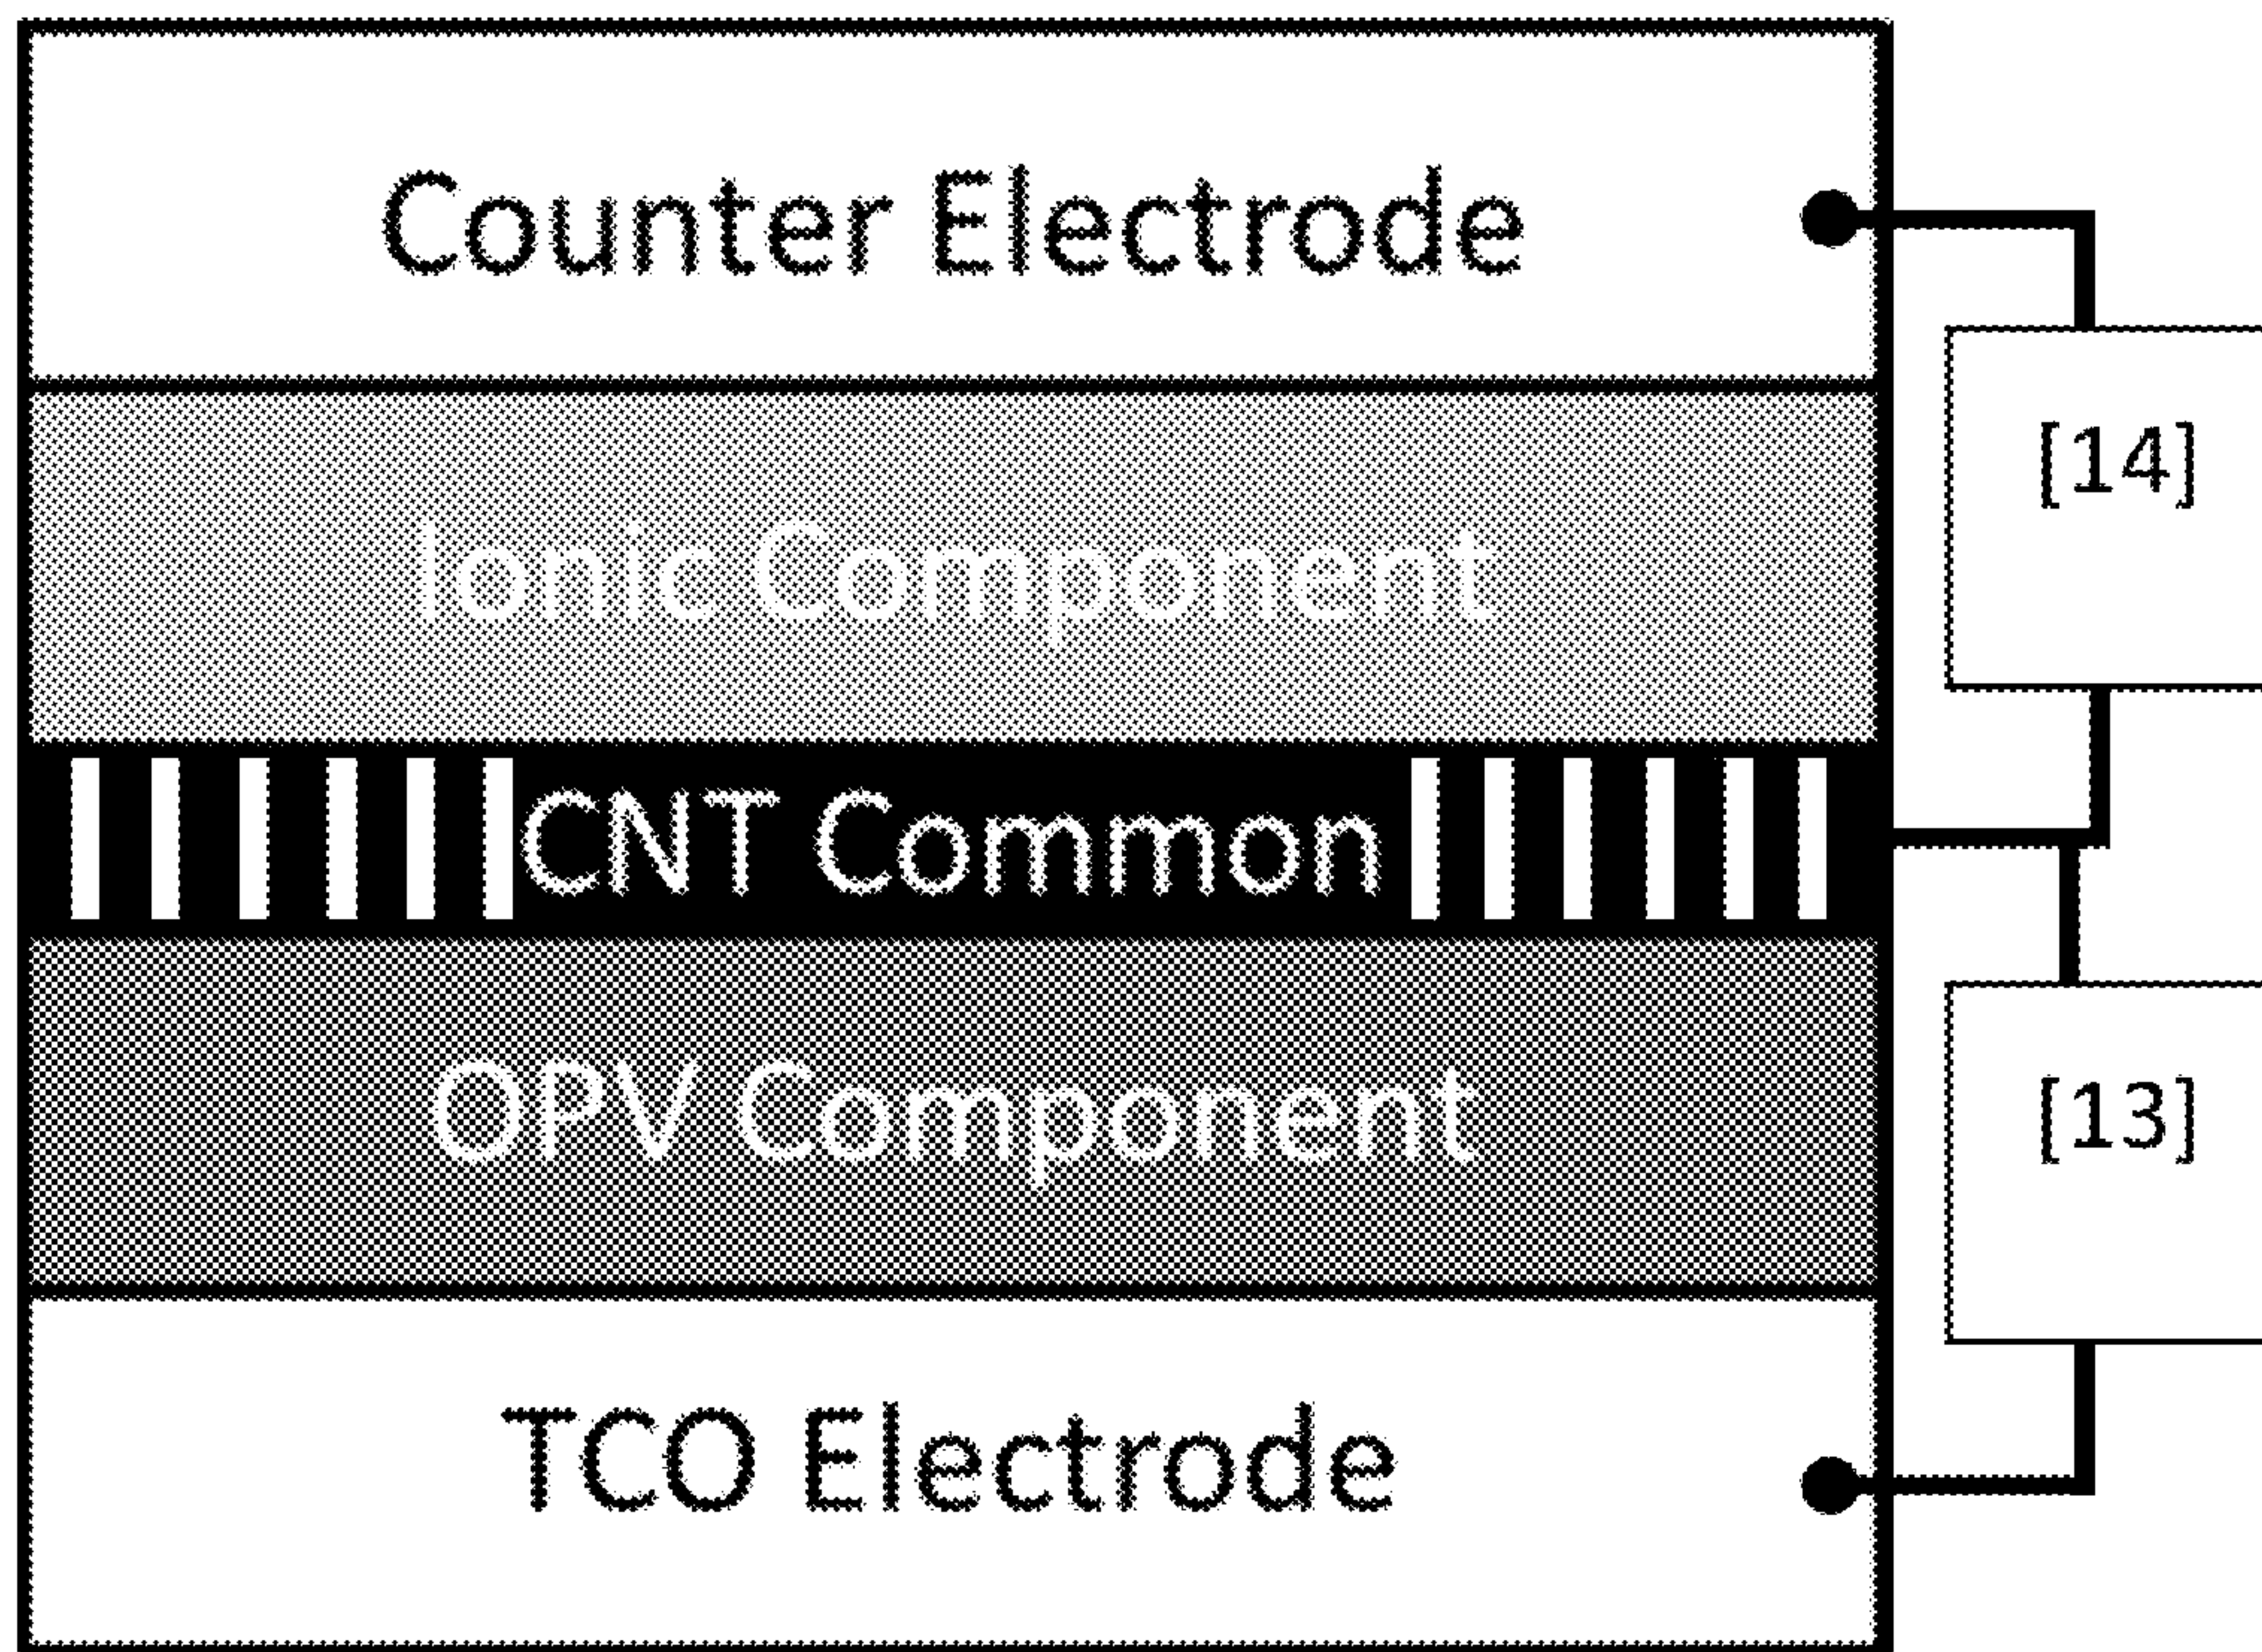 Counter Electrode
[14]
Ionic Component
CNT Common
OPV Component
[13]
TCO Electrode